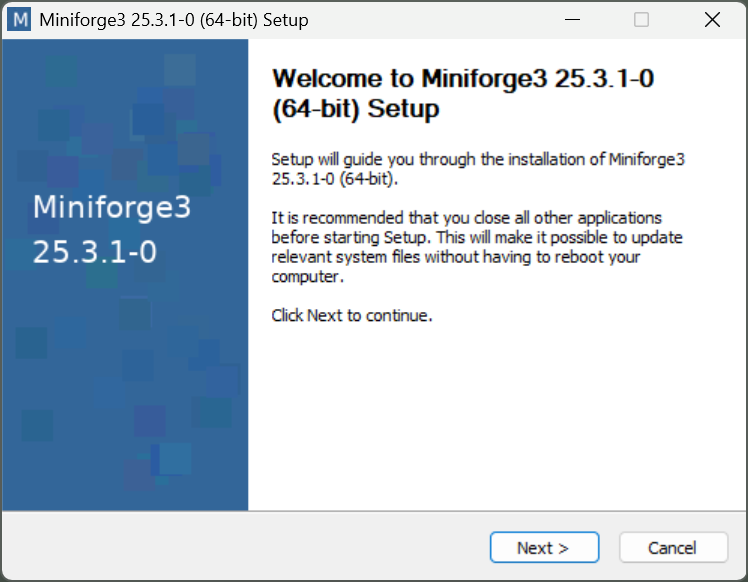 M Miniforge3 25.3.1-0 (64-bit) Setup
Miniforge3
25.3.1-0
Welcome to Miniforge3 25.3.1-0
(64-bit) Setup
Setup will guide you through the installation of Miniforge3
25.3.1-0 (64-bit).
It is recommended that you close all other applications
before starting Setup. This will make it possible to update
relevant system files without having to reboot your
computer.
Click Next to continue.
Next >
Cancel